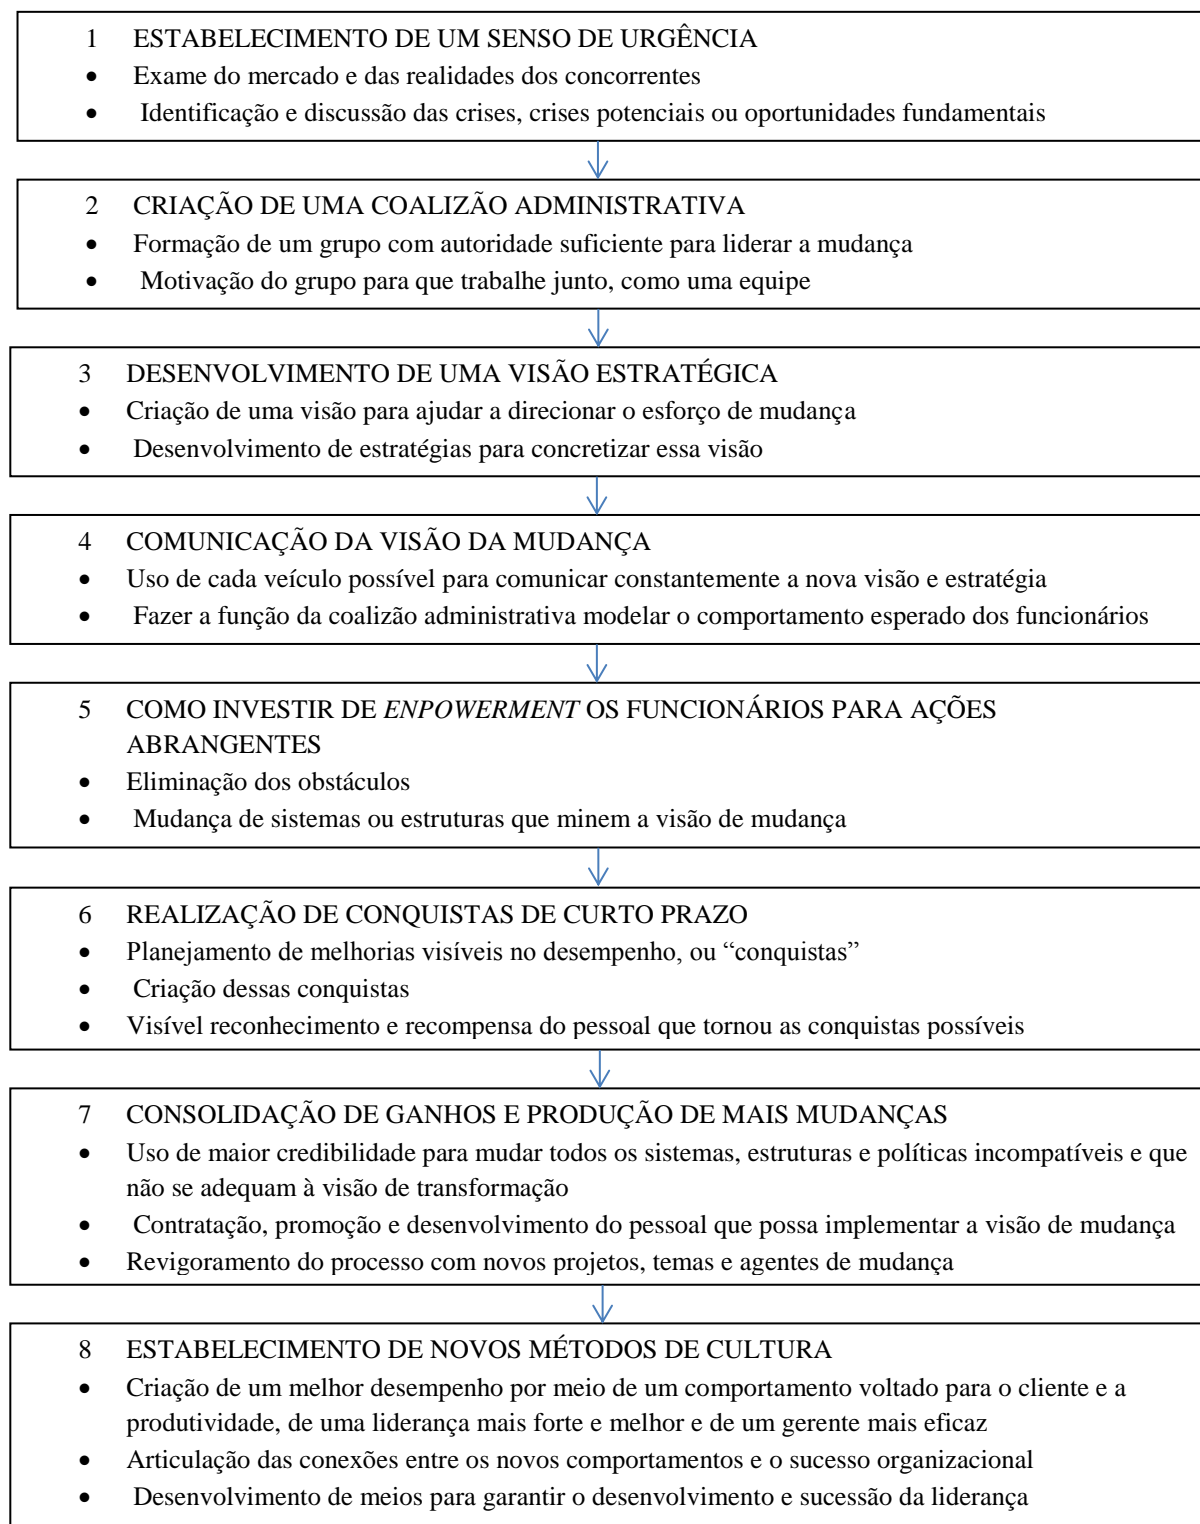 1 ESTABELECIMENTO DE UM SENSO DE URGÊNCIA
• Exame do mercado e das realidades dos concorrentes
• Identificação e discussão das crises, crises potenciais ou oportunidades fundamentais
2 CRIAÇÃO DE UMA COALIZÃO ADMINISTRATIVA
• Formação de um grupo com autoridade suficiente para liderar a mudança
• Motivação do grupo para que trabalhe junto, como uma equipe
3 DESENVOLVIMENTO DE UMA VISÃO ESTRATÉGICA
• Criação de uma visão para ajudar a direcionar o esforço de mudança
• Desenvolvimento de estratégias para concretizar essa visão
4 COMUNICAÇÃO DA VISÃO DA MUDANÇA
• Uso de cada veículo possível para comunicar constantemente a nova visão e estratégia
• Fazer a função da coalizão administrativa modelar o comportamento esperado dos funcionários
5 COMO INVESTIR DE ENPOWERMENT OS FUNCIONÁRIOS PARA AÇÕES
ABRANGENTES
• Eliminação dos obstáculos
• Mudança de sistemas ou estruturas que minem a visão de mudança
6 REALIZAÇÃO DE CONQUISTAS DE CURTO PRAZO
• Planejamento de melhorias visíveis no desempenho, ou “conquistas”
• Criação dessas conquistas
• Visível reconhecimento e recompensa do pessoal que tornou as conquistas possíveis
7 CONSOLIDAÇÃO DE GANHOS E PRODUÇÃO DE MAIS MUDANÇAS
• Uso de maior credibilidade para mudar todos os sistemas, estruturas e políticas incompatíveis e que
não se adequam à visão de transformação
• Contratação, promoção e desenvolvimento do pessoal que possa implementar a visão de mudança
• Revigoramento do processo com novos projetos, temas e agentes de mudança
8 ESTABELECIMENTO DE NOVOS MÉTODOS DE CULTURA
• Criação de um melhor desempenho por meio de um comportamento voltado para o cliente e a
produtividade, de uma liderança mais forte e melhor e de um gerente mais eficaz
• Articulação das conexões entre os novos comportamentos e o sucesso organizacional
• Desenvolvimento de meios para garantir o desenvolvimento e sucessão da liderança